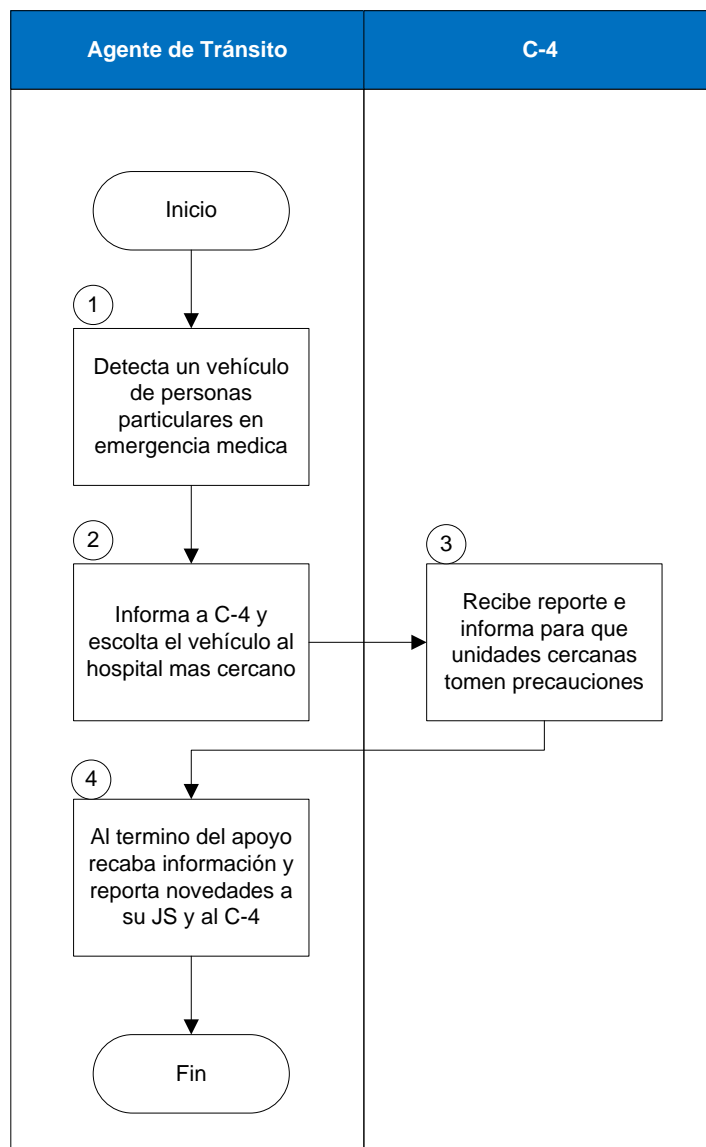 Agente de Tránsito
C-4
Inicio
1
Detecta un vehículo
de personas
particulares en
emergencia medica
2
Informa a C-4 y
escolta el vehículo al
hospital mas cercano
3
Recibe reporte e
informa para que
unidades cercanas
tomen precauciones
4
Al termino del apoyo
recaba información y
reporta novedades a
su JS y al C-4
Fin